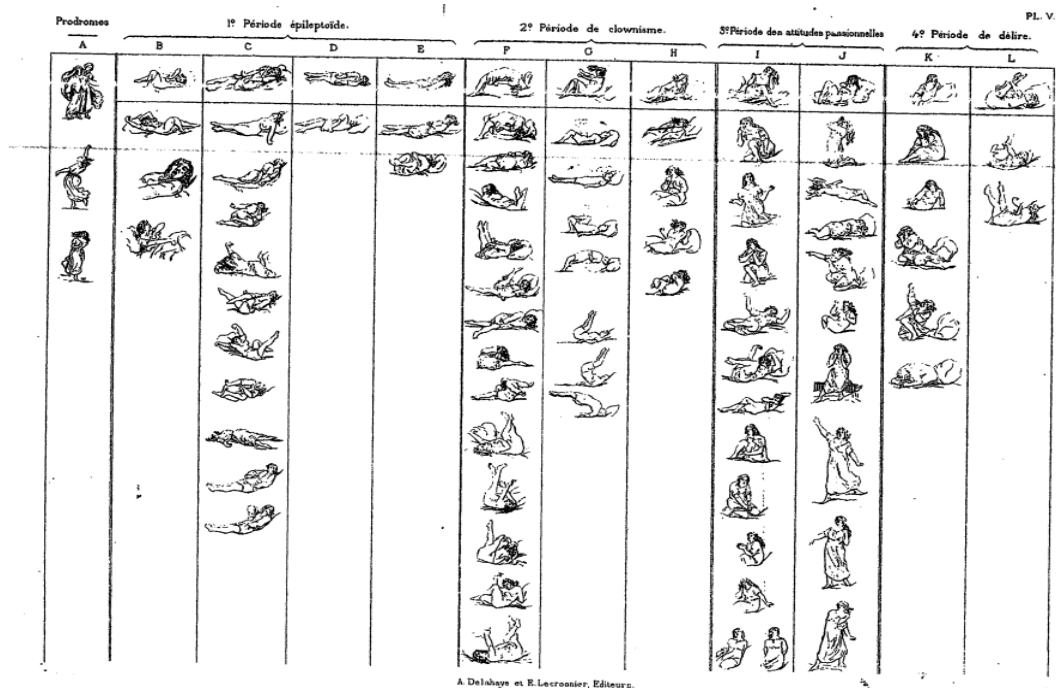 PL. V.
Prodromes
1º Période épileptoïde.
2º Période de clownisme.
3º Période des attitudes passionnelles
4º Période de délire.
A B C D E F G H I J K L
A. Delahaye et E. Lecrosnier, Editeurs.